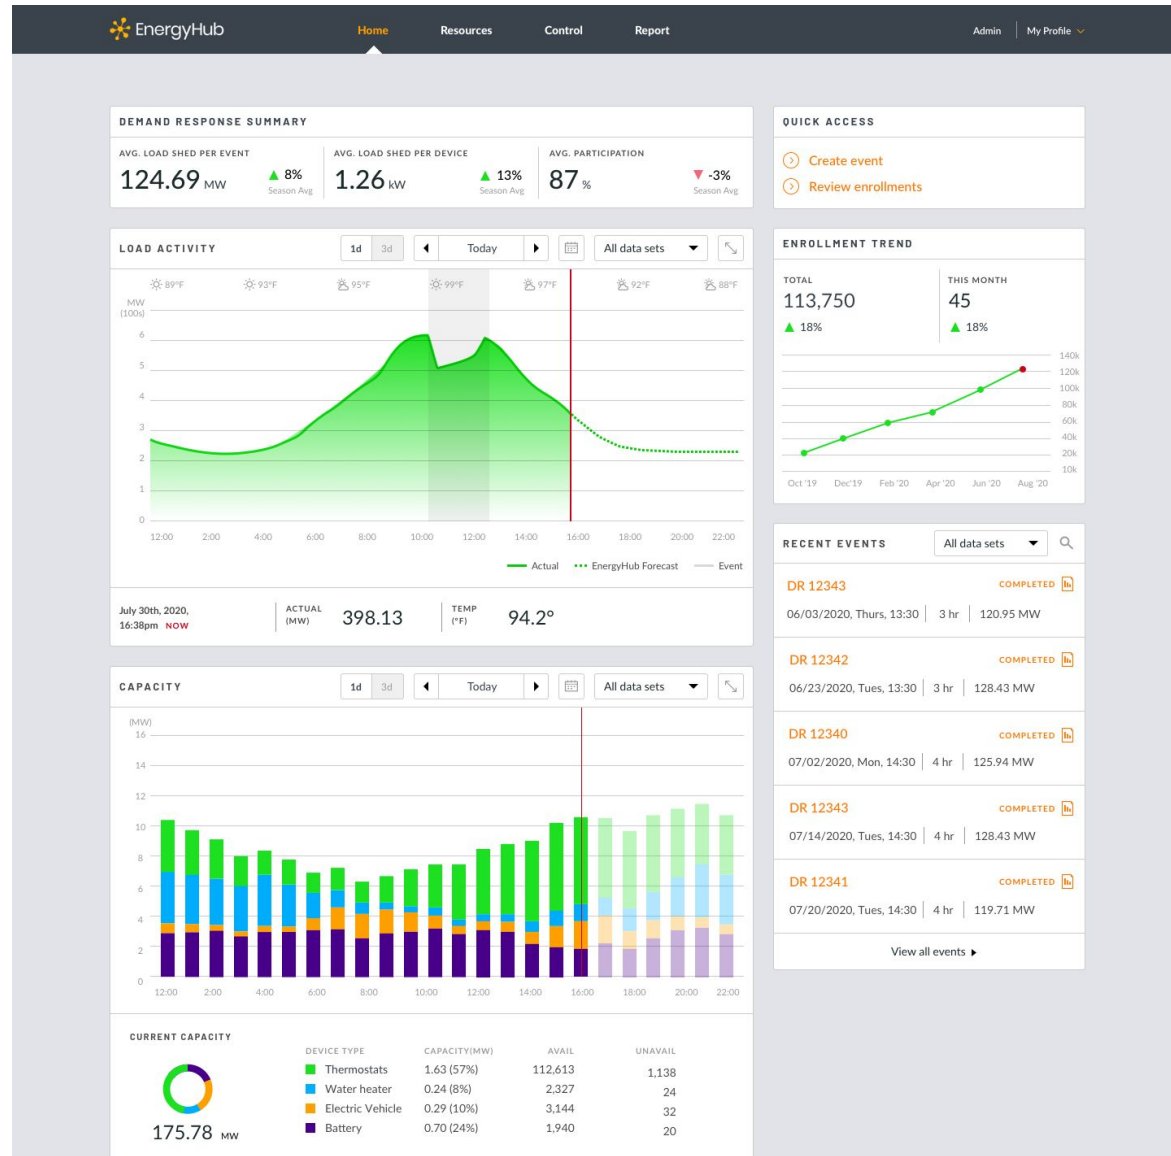 EnergyHub
Home Resources Control Report
Admin My Profile
DEMAND RESPONSE SUMMARY
AVG. LOAD SHED PER EVENT
124.69 MW
8%
Season Avg
AVG. LOAD SHED PER DEVICE
1.26 kW
13%
Season Avg
AVG. PARTICIPATION
87 %
-3%
Season Avg
QUICK ACCESS
Create event
Review enrollments
LOAD ACTIVITY
1d 3d Today All data sets
89°F 93°F 95°F 99°F 97°F 92°F 88°F
MW
(100s)
6
5
4
3
2
1
0
12:00 2:00 4:00 6:00 8:00 10:00 12:00 14:00 16:00 18:00 20:00 22:00
Actual EnergyHub Forecast Event
July 30th, 2020,
16:38pm NOW
ACTUAL
(MW)
398.13
TEMP
(°F)
94.2°
ENROLLMENT TREND
TOTAL
113,750
18%
THIS MONTH
45
18%
140k
120k
100k
80k
60k
40k
20k
10k
Oct '19 Dec'19 Feb '20 Apr '20 Jun '20 Aug '20
RECENT EVENTS All data sets
DR 12343 COMPLETED
06/03/2020, Thurs, 13:30 3 hr 120.95 MW
DR 12342 COMPLETED
06/23/2020, Tues, 13:30 3 hr 128.43 MW
DR 12340 COMPLETED
07/02/2020, Mon, 14:30 4 hr 125.94 MW
DR 12343 COMPLETED
07/14/2020, Tues, 14:30 4 hr 128.43 MW
DR 12341 COMPLETED
07/20/2020, Tues, 14:30 4 hr 119.71 MW
View all events
CAPACITY
1d 3d Today All data sets
(MW)
16
14
12
10
8
6
4
2
0
12:00 2:00 4:00 6:00 8:00 10:00 12:00 14:00 16:00 18:00 20:00 22:00
CURRENT CAPACITY
175.78 MW
DEVICE TYPE CAPACITY(MW) AVAIL UNAVAIL
Thermostats 1.63 (57%) 112,613 1,138
Water heater 0.24 (8%) 2,327 24
Electric Vehicle 0.29 (10%) 3,144 32
Battery 0.70 (24%) 1,940 20